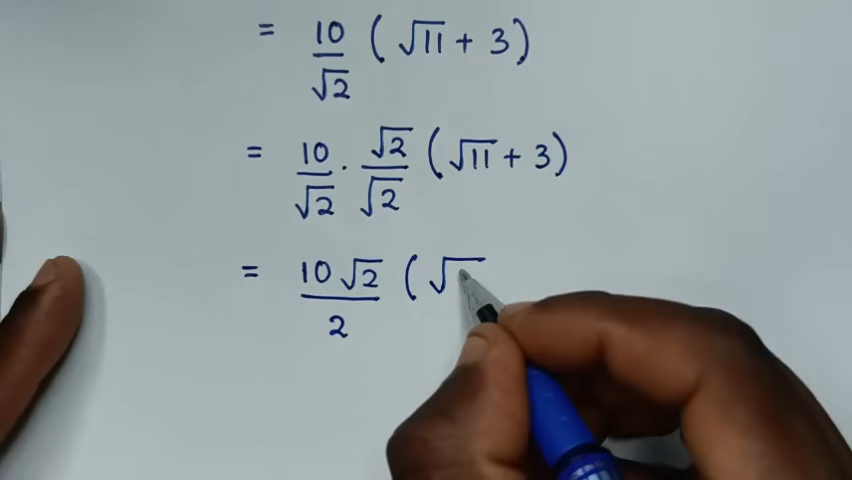 = 10/√2 ( √11 + 3 )
= 10/√2 · √2/√2 ( √11 + 3 )
= 10√2/2 ( √